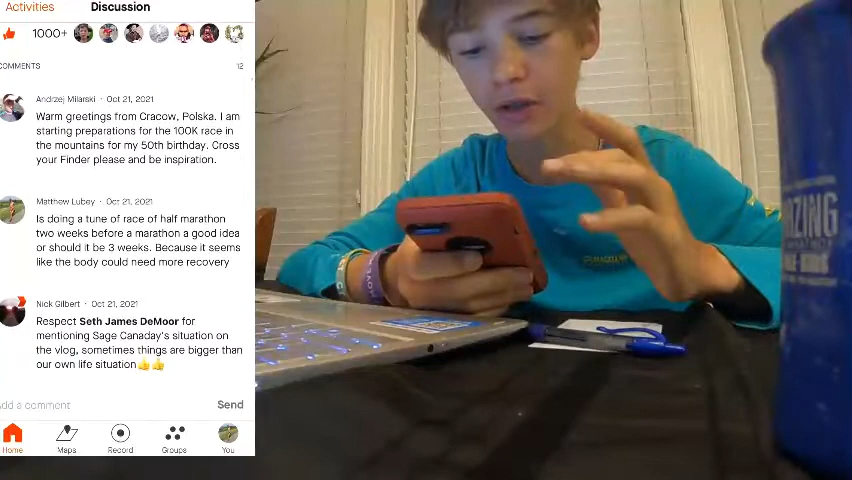 Activities
Discussion
1000+
COMMENTS
12
Andrzej Milarski · Oct 21, 2021
Warm greetings from Cracow, Polska. I am
starting preparations for the 100K race in
the mountains for my 50th birthday. Cross
your Finder please and be inspiration.
Matthew Lubey · Oct 21, 2021
Is doing a tune of race of half marathon
two weeks before a marathon a good idea
or should it be 3 weeks. Because it seems
like the body could need more recovery
Nick Gilbert · Oct 21, 2021
Respect Seth James DeMoor for
mentioning Sage Canaday's situation on
the vlog, sometimes things are bigger than
our own life situation👍👍
Add a comment
Send
Home
Maps
Record
Groups
You